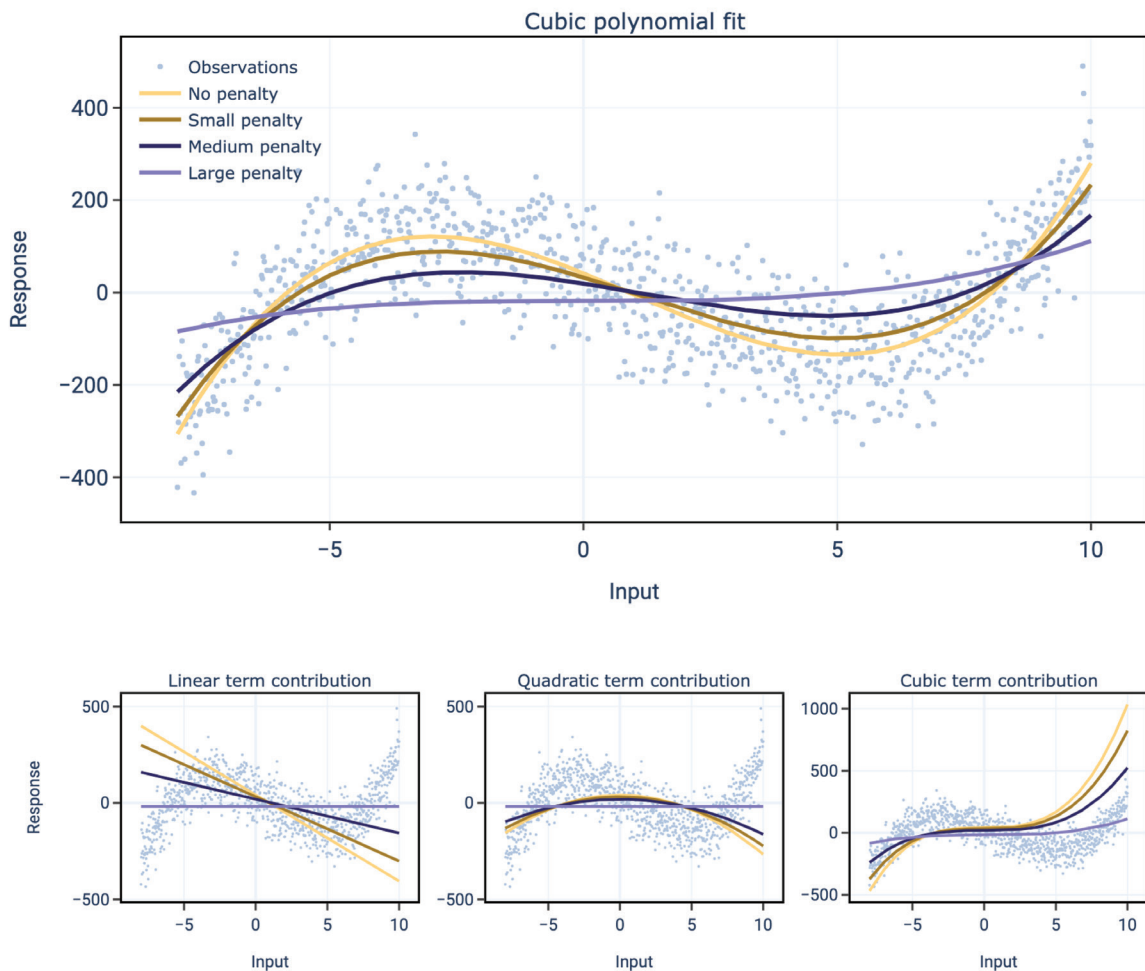 Cubic polynomial fit
Observations
No penalty
Small penalty
Medium penalty
Large penalty
400
200
0
−200
−400
Response
−5 0 5 10
Input
Linear term contribution
500
0
−500
Response
−5 0 5 10
Input
Quadratic term contribution
500
0
−500
−5 0 5 10
Input
Cubic term contribution
1000
500
0
−500
−5 0 5 10
Input